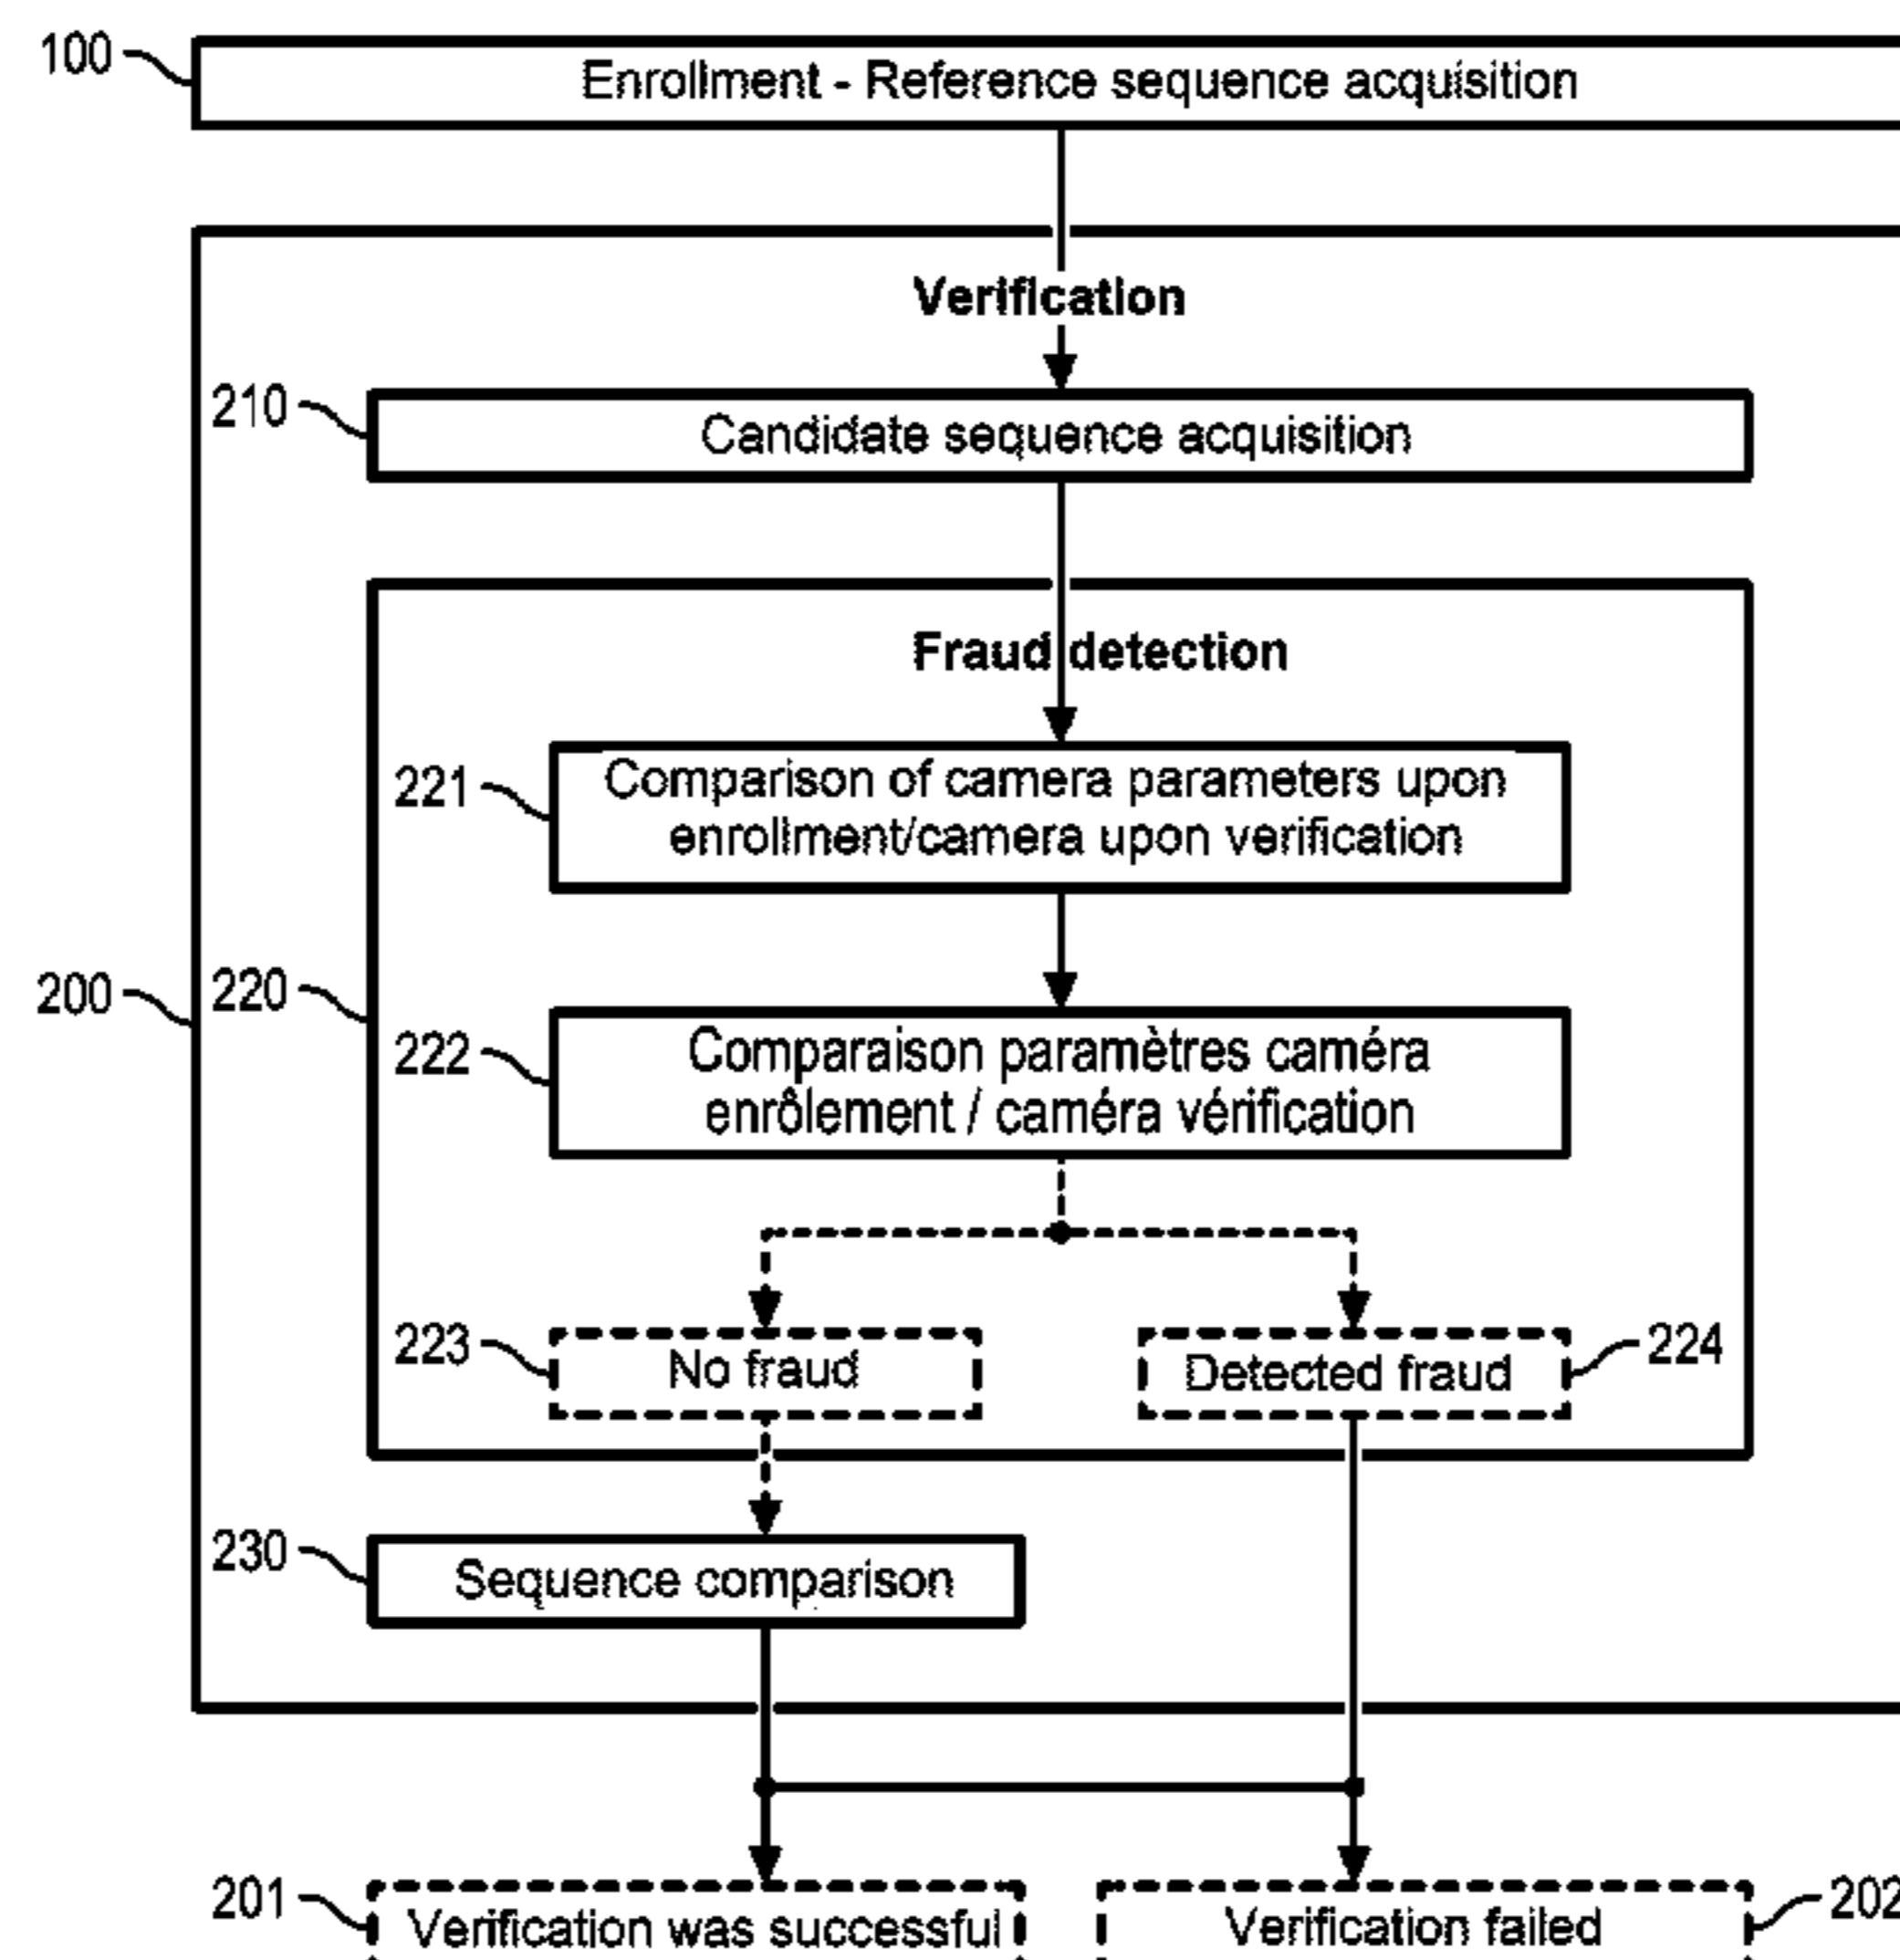 100
Enrollment - Reference sequence acquisition
Verification
210
Candidate sequence acquisition
Fraud detection
221
Comparison of camera parameters upon
enrollment/camera upon verification
200
220
222
Comparaison paramètres caméra
enrôlement / caméra vérification
223
No fraud
Detected fraud
224
230
Sequence comparison
201
Verification was successful
Verification failed
202